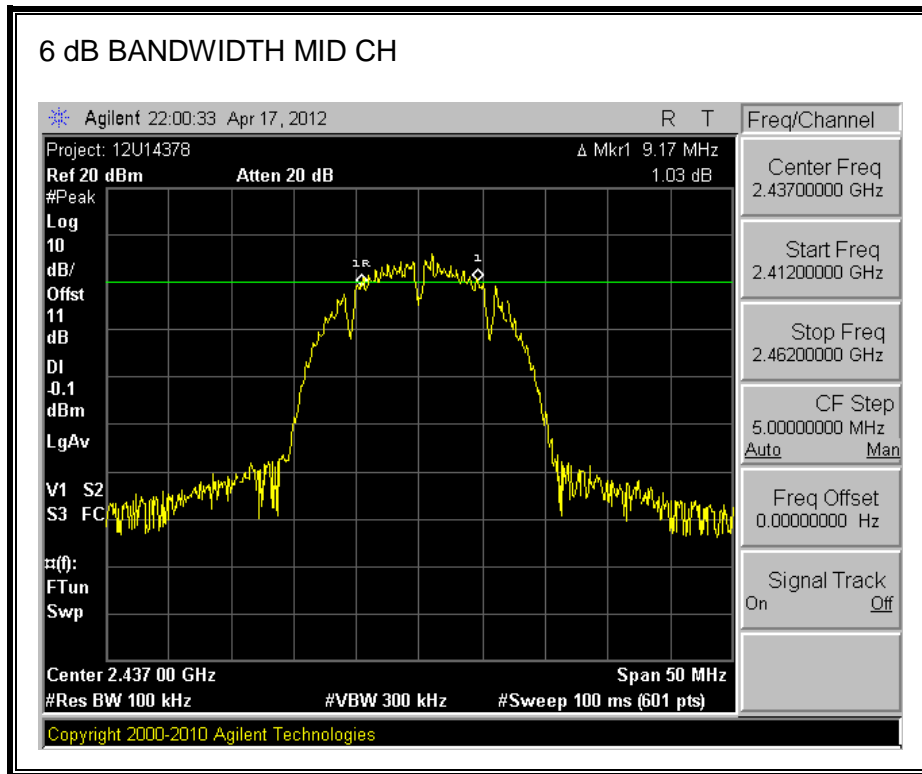 6 dB BANDWIDTH MID CH
Agilent 22:00:33 Apr 17, 2012 R T
Project: 12U14378 Δ Mkr1 9.17 MHz
Ref 20 dBm Atten 20 dB 1.03 dB
#Peak
Log
10
dB/
Offst
11
dB
DI
-0.1
dBm
LgAv
V1 S2
S3 FC
¤(f):
FTun
Swp
1R
1
Center 2.437 00 GHz Span 50 MHz
#Res BW 100 kHz #VBW 300 kHz #Sweep 100 ms (601 pts)
Copyright 2000-2010 Agilent Technologies
Freq/Channel
Center Freq
2.43700000 GHz
Start Freq
2.41200000 GHz
Stop Freq
2.46200000 GHz
CF Step
5.00000000 MHz
Auto Man
Freq Offset
0.00000000 Hz
Signal Track
On Off